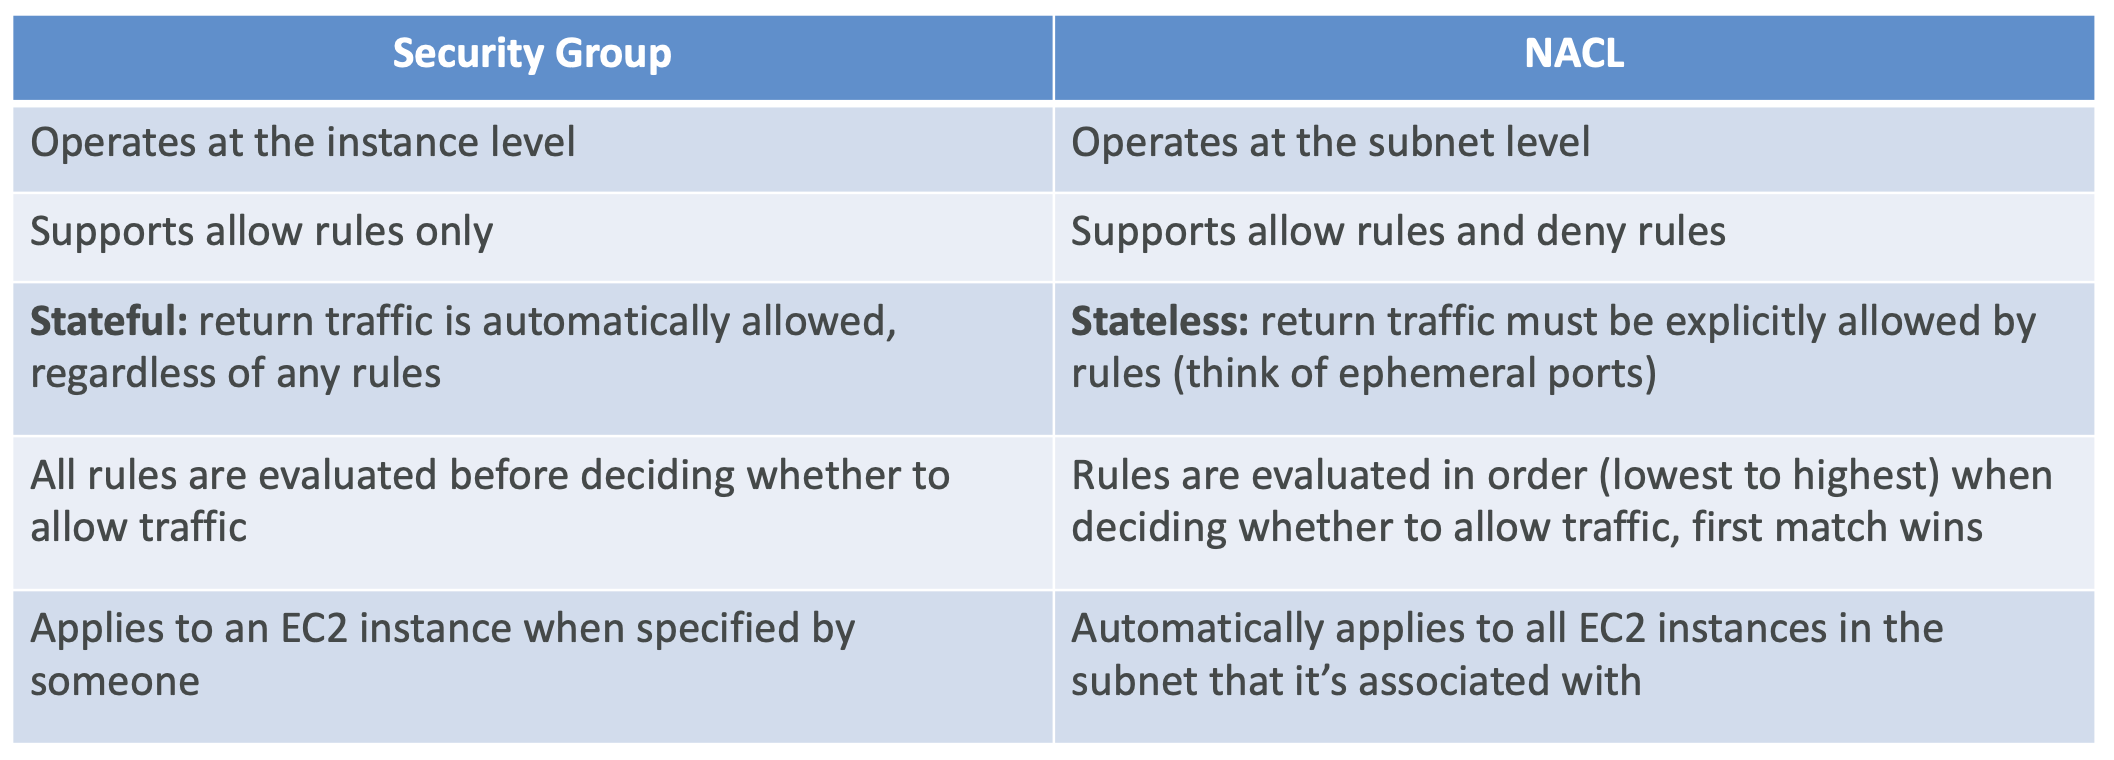 Security Group
NACL
Operates at the instance level
Operates at the subnet level
Supports allow rules only
Supports allow rules and deny rules
Stateful: return traffic is automatically allowed,
regardless of any rules
Stateless: return traffic must be explicitly allowed by
rules (think of ephemeral ports)
All rules are evaluated before deciding whether to
allow traffic
Rules are evaluated in order (lowest to highest) when
deciding whether to allow traffic, first match wins
Applies to an EC2 instance when specified by
someone
Automatically applies to all EC2 instances in the
subnet that it’s associated with